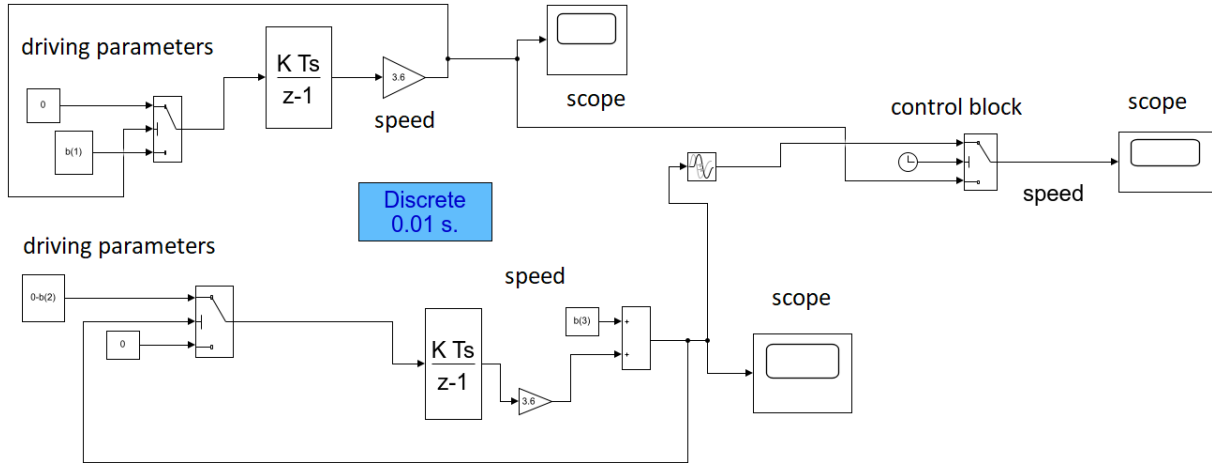 driving parameters
0
b(1)
K Ts
z-1
3.6
speed
scope
control block
scope
speed
Discrete
0.01 s.
driving parameters
0-b(2)
0
K Ts
z-1
speed
3.6
b(3)
+
+
scope